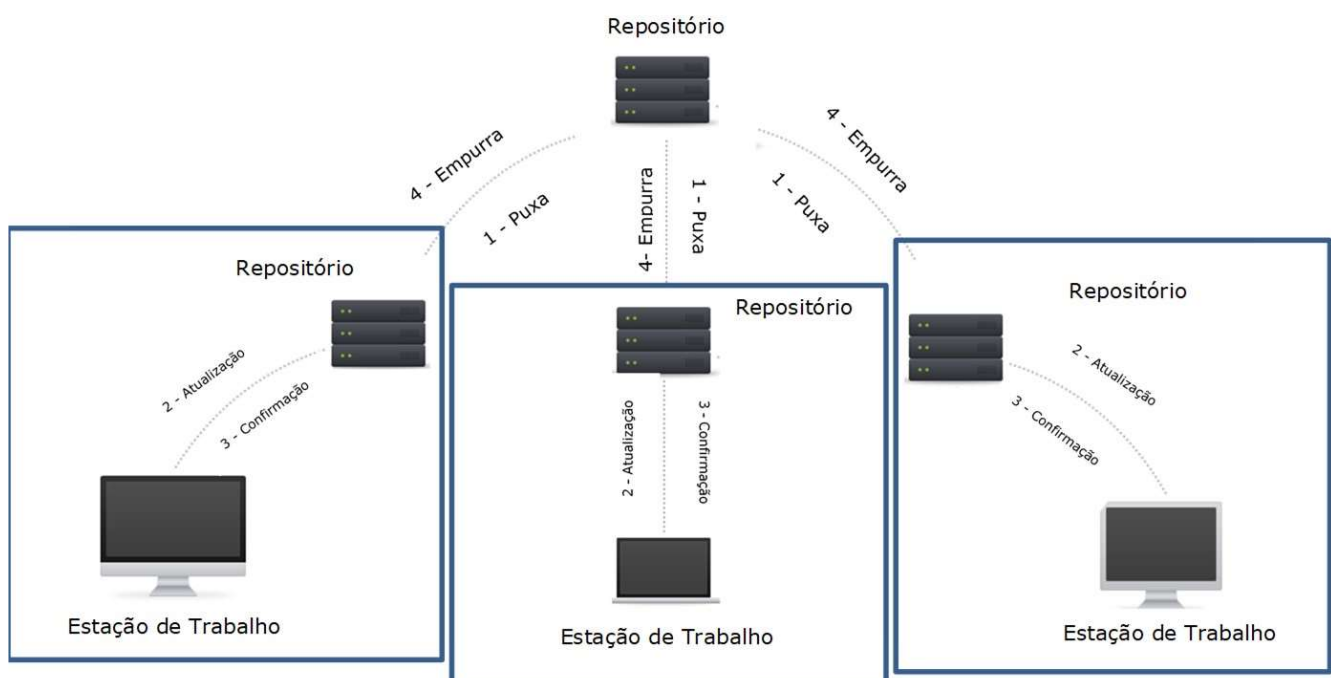 Repositório
4 - Empurra
1 - Puxa
4- Empurra
1 - Puxa
4 - Empurra
1 - Puxa
Repositório
2 - Atualização
3 - Confirmação
Estação de Trabalho
Repositório
2 - Atualização
3 - Confirmação
Estação de Trabalho
Repositório
2 - Atualização
3 - Confirmação
Estação de Trabalho